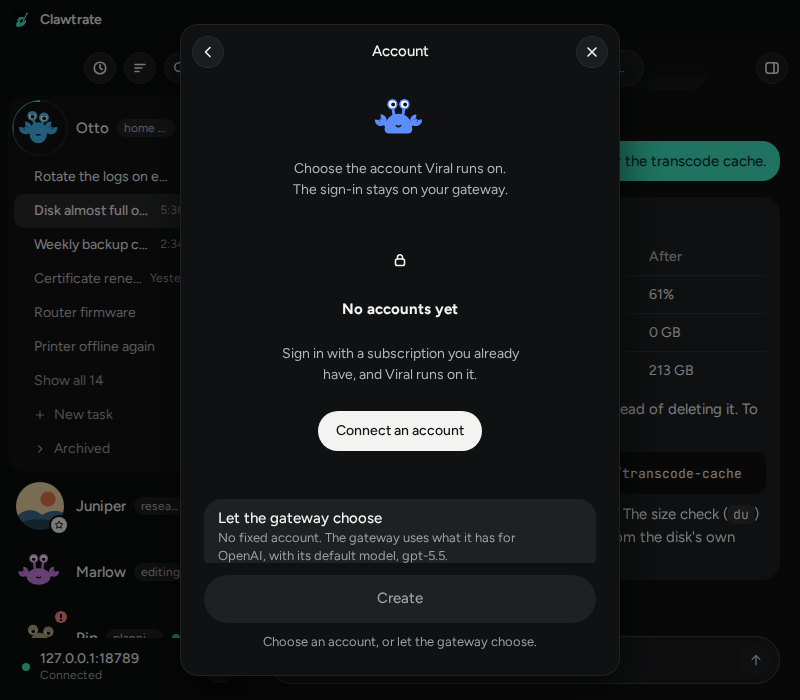 Clawtrate
Account
Otto
home ...
Rotate the logs on e...
Disk almost full o...
Weekly backup c...
Certificate rene...
Router firmware
Printer offline again
Show all 14
New task
Archived
Juniper
resea...
Marlow
editing
127.0.0.1:18789
Connected
Choose the account Viral runs on.
The sign-in stays on your gateway.
No accounts yet
Sign in with a subscription you already
have, and Viral runs on it.
Connect an account
Let the gateway choose
No fixed account. The gateway uses what it has for
OpenAI, with its default model, gpt-5.5.
Create
Choose an account, or let the gateway choose.
the transcode cache.
After
61%
0 GB
213 GB
of deleting it. To
/transcode-cache
The size check ( du )
the disk's own